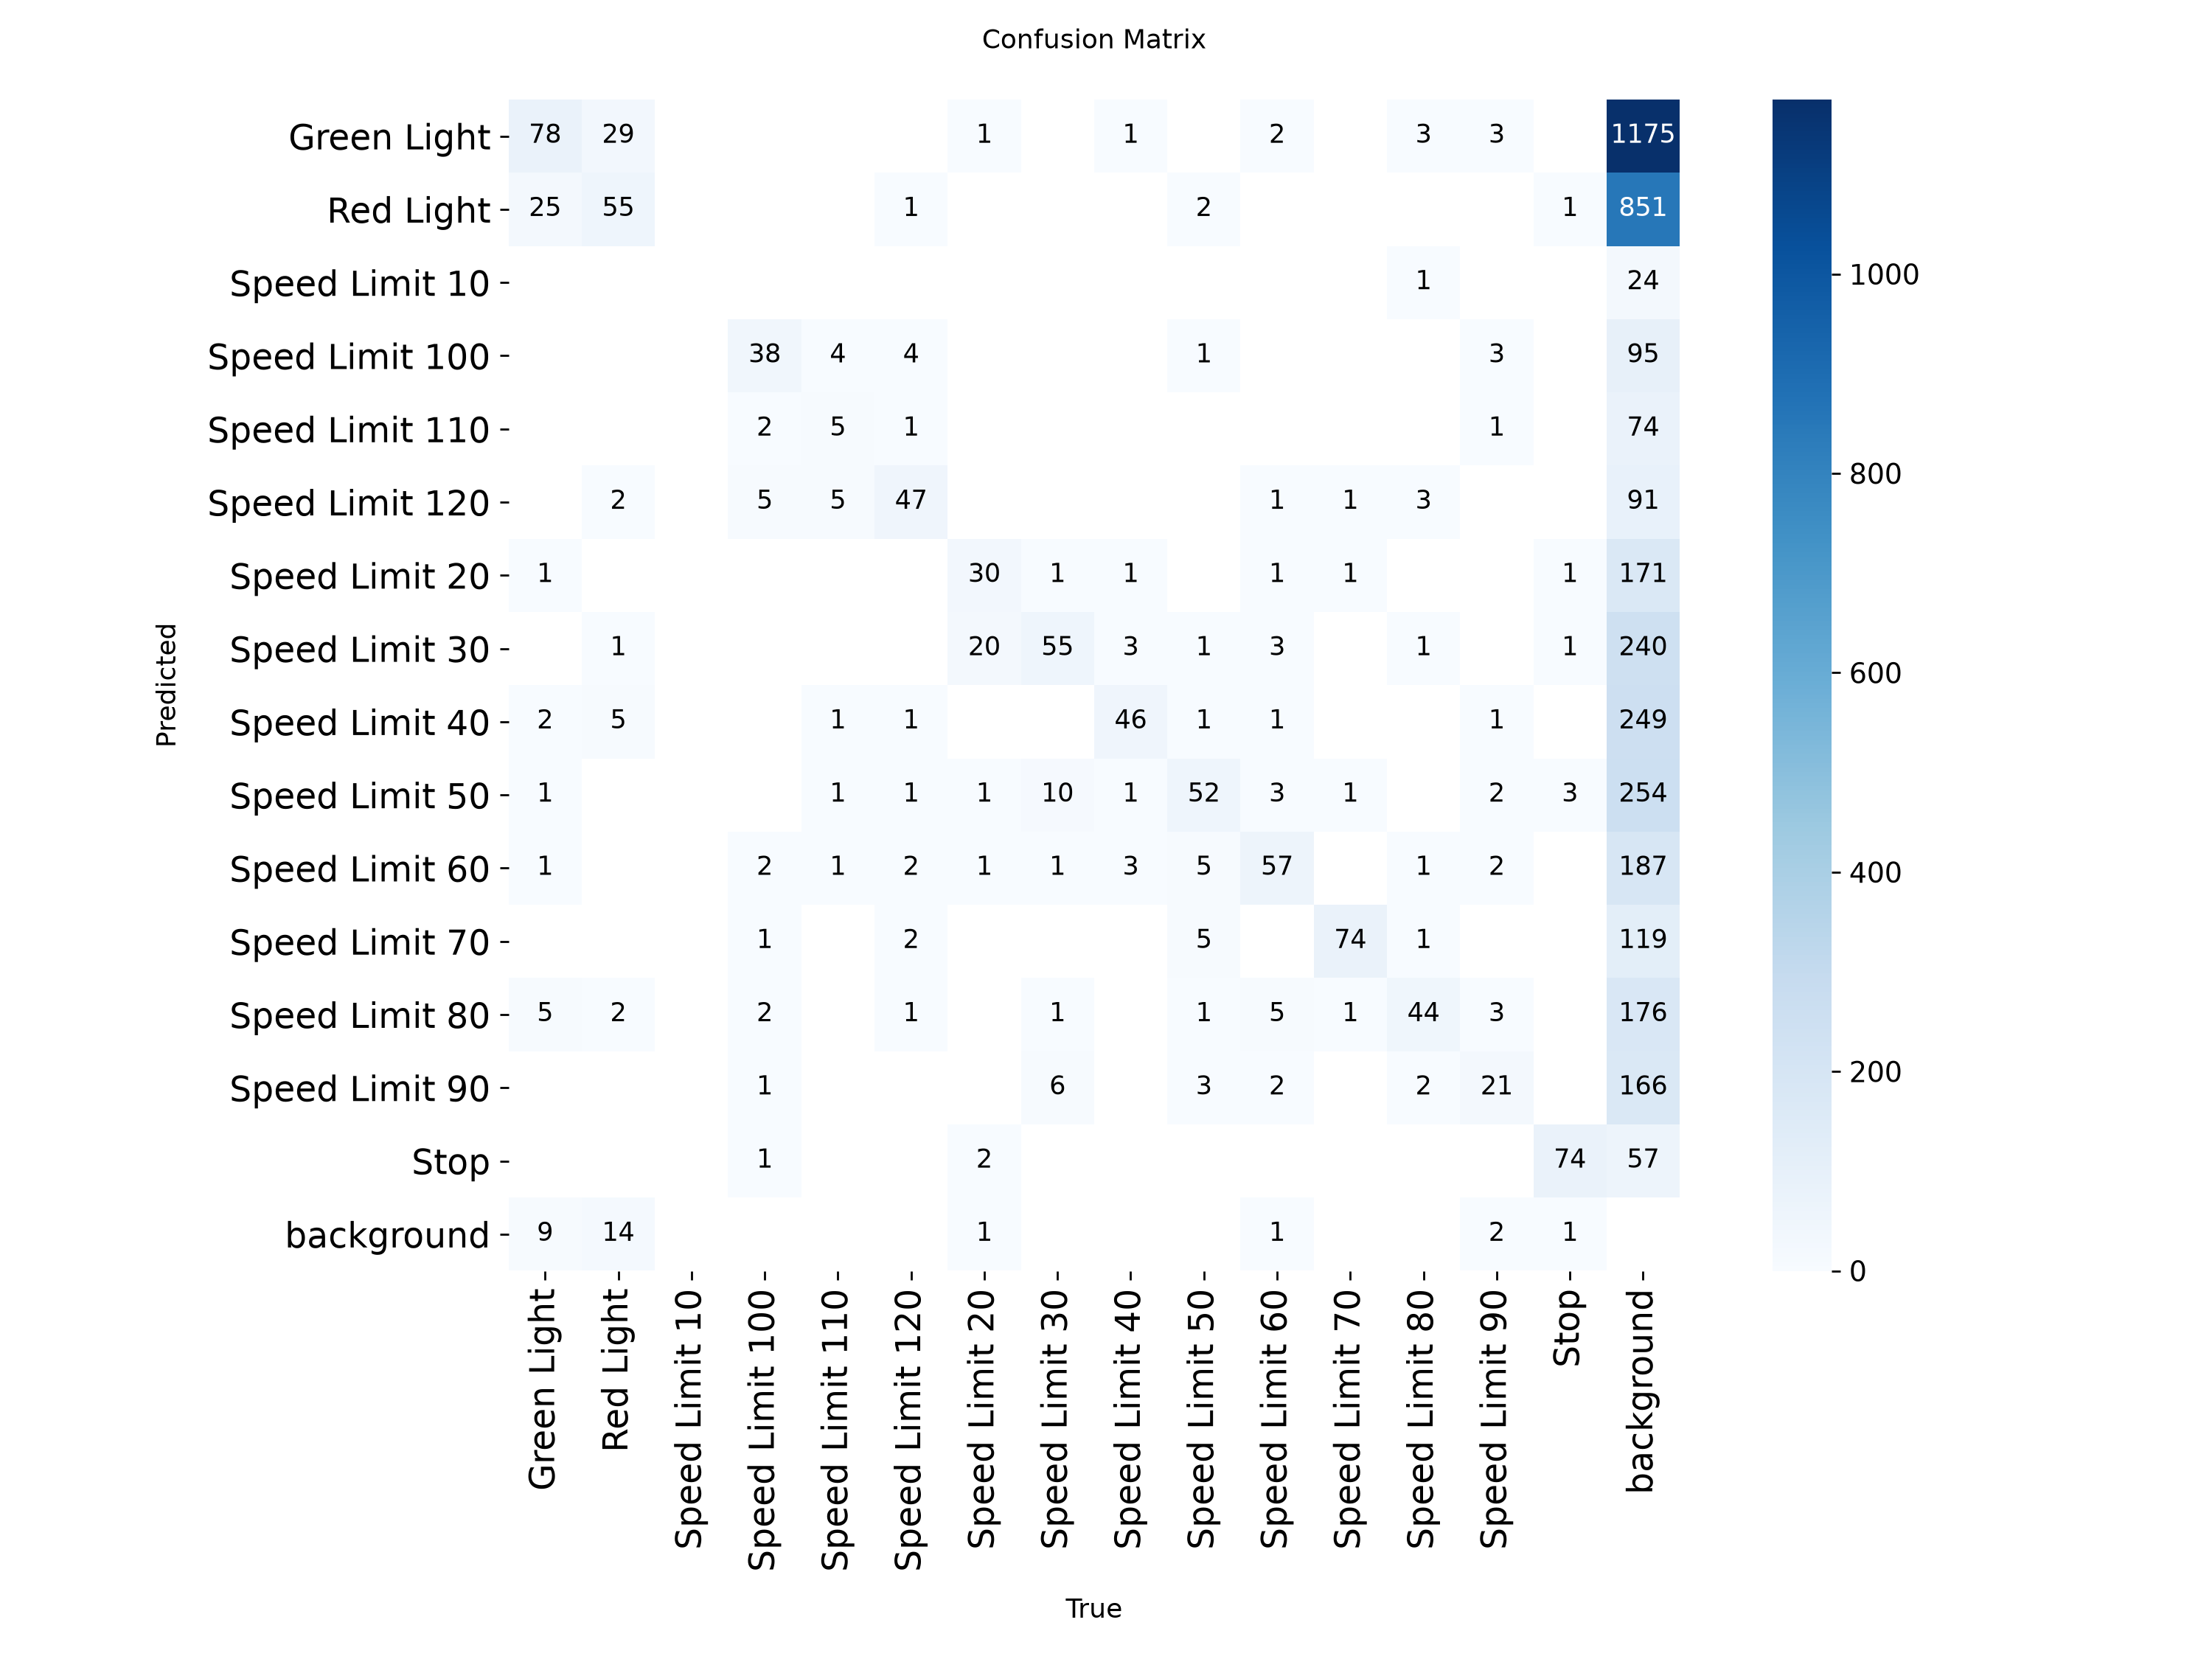 Confusion Matrix
Green Light 78 29 1 1 2 3 3 1175
Red Light 25 55 1 2 1 851
Speed Limit 10 1 24
Speed Limit 100 38 4 4 1 3 95
Speed Limit 110 2 5 1 1 74
Speed Limit 120 2 5 5 47 1 1 3 91
Speed Limit 20 1 30 1 1 1 1 1 171
Speed Limit 30 1 20 55 3 1 3 1 1 240
Speed Limit 40 2 5 1 1 46 1 1 1 249
Speed Limit 50 1 1 1 1 10 1 52 3 1 2 3 254
Speed Limit 60 1 2 1 2 1 1 3 5 57 1 2 187
Speed Limit 70 1 2 5 74 1 119
Speed Limit 80 5 2 2 1 1 1 5 1 44 3 176
Speed Limit 90 1 6 3 2 2 21 166
Stop 1 2 74 57
background 9 14 1 1 2 1
Predicted
Green Light
Red Light
Speed Limit 10
Speed Limit 100
Speed Limit 110
Speed Limit 120
Speed Limit 20
Speed Limit 30
Speed Limit 40
Speed Limit 50
Speed Limit 60
Speed Limit 70
Speed Limit 80
Speed Limit 90
Stop
background
True
1000
800
600
400
200
0